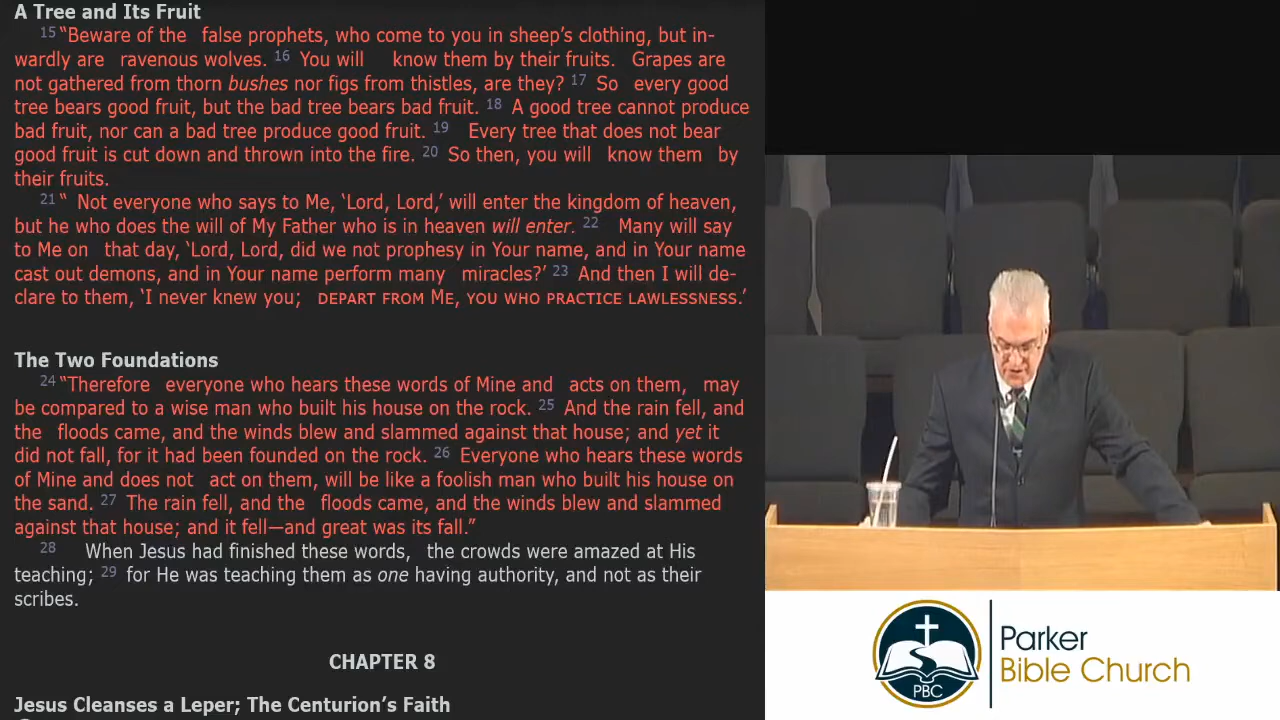 A Tree and Its Fruit
15 “Beware of the false prophets, who come to you in sheep’s clothing, but in-
wardly are ravenous wolves. 16 You will know them by their fruits. Grapes are
not gathered from thorn bushes nor figs from thistles, are they? 17 So every good
tree bears good fruit, but the bad tree bears bad fruit. 18 A good tree cannot produce
bad fruit, nor can a bad tree produce good fruit. 19 Every tree that does not bear
good fruit is cut down and thrown into the fire. 20 So then, you will know them by
their fruits.
21 “ Not everyone who says to Me, ‘Lord, Lord,’ will enter the kingdom of heaven,
but he who does the will of My Father who is in heaven will enter. 22 Many will say
to Me on that day, ‘Lord, Lord, did we not prophesy in Your name, and in Your name
cast out demons, and in Your name perform many miracles?’ 23 And then I will de-
clare to them, ‘I never knew you; DEPART FROM ME, YOU WHO PRACTICE LAWLESSNESS.’
The Two Foundations
24 “Therefore everyone who hears these words of Mine and acts on them, may
be compared to a wise man who built his house on the rock. 25 And the rain fell, and
the floods came, and the winds blew and slammed against that house; and yet it
did not fall, for it had been founded on the rock. 26 Everyone who hears these words
of Mine and does not act on them, will be like a foolish man who built his house on
the sand. 27 The rain fell, and the floods came, and the winds blew and slammed
against that house; and it fell—and great was its fall.”
28 When Jesus had finished these words, the crowds were amazed at His
teaching; 29 for He was teaching them as one having authority, and not as their
scribes.
CHAPTER 8
Jesus Cleanses a Leper; The Centurion’s Faith
PBC
Parker
Bible Church